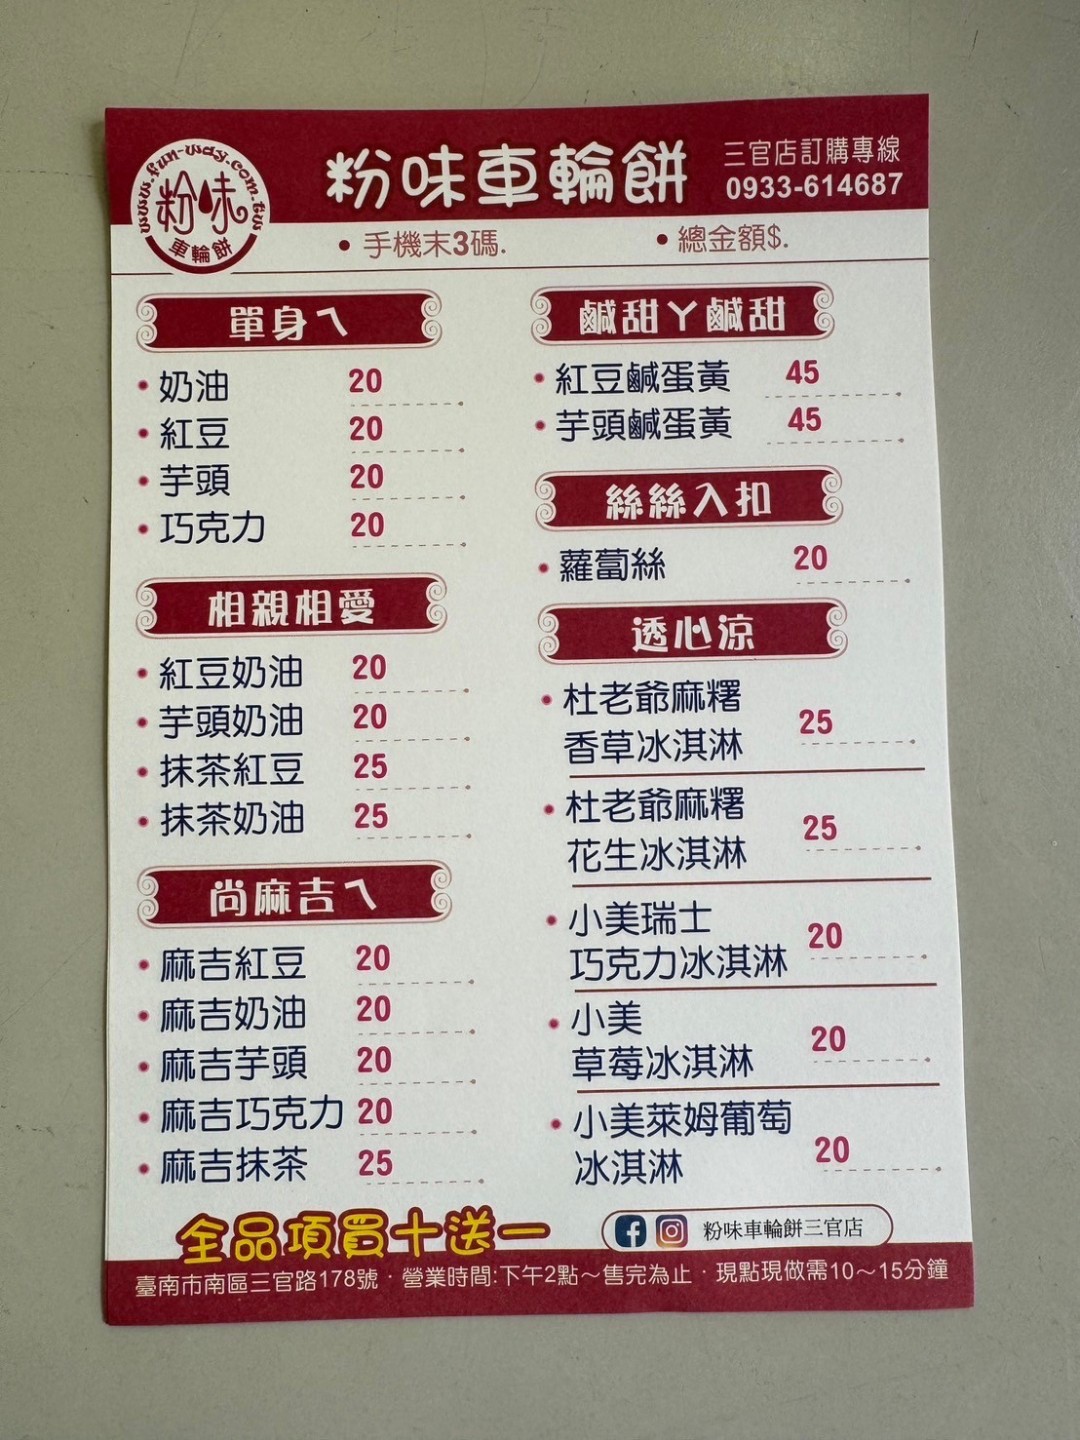 www.fun-way.com.tw
粉味
車輪餅
粉味車輪餅
三官店訂購專線
0933-614687
• 手機末3碼.
• 總金額$.
單身ㄟ
• 奶油 20
• 紅豆 20
• 芋頭 20
• 巧克力 20
相親相愛
• 紅豆奶油 20
• 芋頭奶油 20
• 抹茶紅豆 25
• 抹茶奶油 25
尚麻吉ㄟ
• 麻吉紅豆 20
• 麻吉奶油 20
• 麻吉芋頭 20
• 麻吉巧克力 20
• 麻吉抹茶 25
鹹甜ㄚ鹹甜
• 紅豆鹹蛋黃 45
• 芋頭鹹蛋黃 45
絲絲入扣
• 蘿蔔絲 20
透心涼
• 杜老爺麻糬
香草冰淇淋 25
• 杜老爺麻糬
花生冰淇淋 25
• 小美瑞士
巧克力冰淇淋 20
• 小美
草莓冰淇淋 20
• 小美萊姆葡萄
冰淇淋 20
全品項買十送一
粉味車輪餅三官店
臺南市南區三官路178號 · 營業時間:下午2點～售完為止 · 現點現做需10～15分鐘